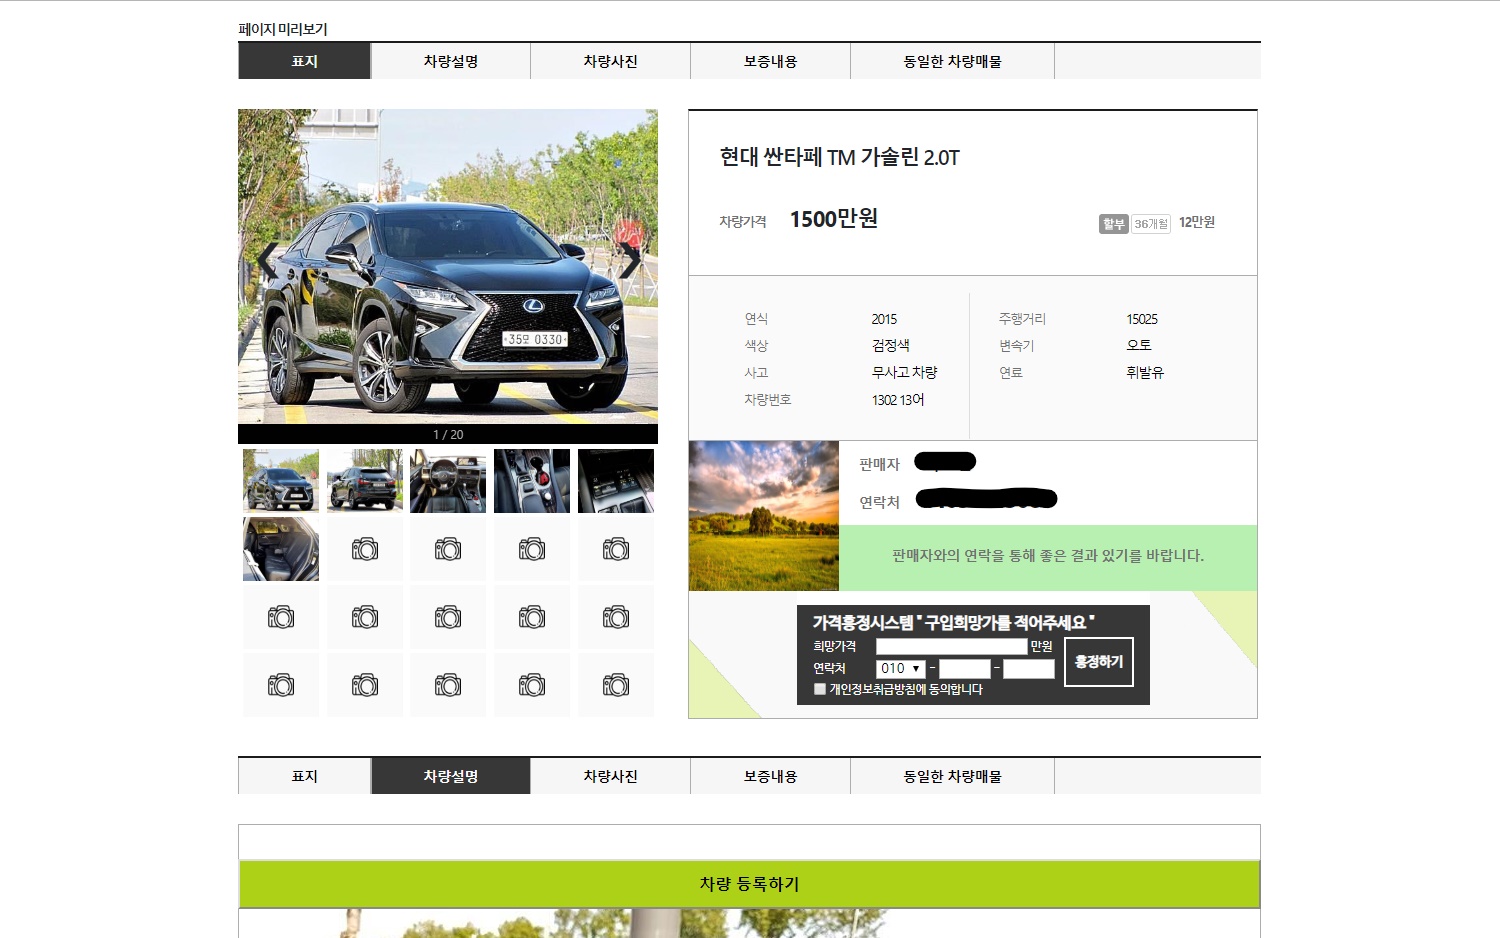 페이지 미리보기
표지 차량설명 차량사진 보증내용 동일한 차량매물
현대 싼타페 TM 가솔린 2.0T
차량가격 1500만원 할부 36개월 12만원
35모 0330
연식 2015 주행거리 15025
색상 검정색 변속기 오토
사고 무사고 차량 연료 휘발유
차량번호 1302 13어
1 / 20
판매자
연락처
판매자와의 연락을 통해 좋은 결과 있기를 바랍니다.
가격흥정시스템 " 구입희망가를 적어주세요 "
희망가격 만원
연락처 010 - -
흥정하기
개인정보취급방침에 동의합니다
표지 차량설명 차량사진 보증내용 동일한 차량매물
차량 등록하기